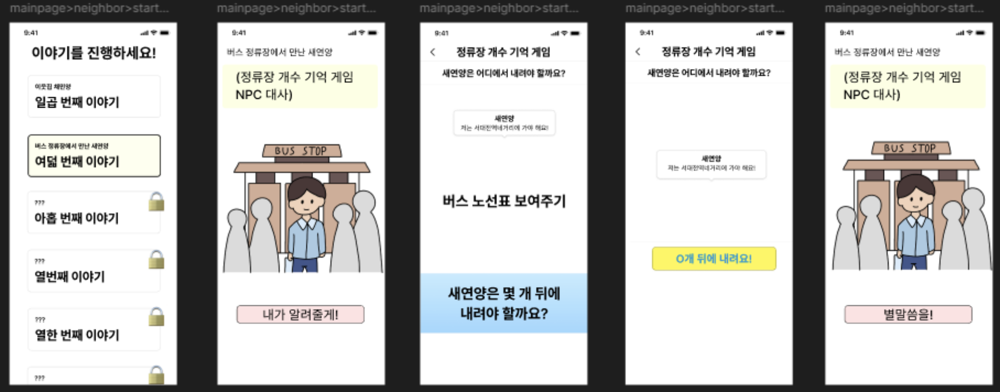 mainpage>neighbor>start...
9:41
이야기를 진행하세요!
이웃집 채민양
일곱 번째 이야기
버스 정류장에서 만난 새연양
여덟 번째 이야기
???
아홉 번째 이야기
???
열번째 이야기
???
열한 번째 이야기
???
mainpage>neighbor>start...
9:41
버스 정류장에서 만난 새연양
(정류장 개수 기억 게임
NPC 대사)
BUS STOP
내가 알려줄게!
mainpage>neighbor>start...
9:41
정류장 개수 기억 게임
새연양은 어디에서 내려야 할까요?
새연양
저는 서대전역네거리에 가야 해요!
버스 노선표 보여주기
새연양은 몇 개 뒤에
내려야 할까요?
mainpage>neighbor>start...
9:41
정류장 개수 기억 게임
새연양은 어디에서 내려야 할까요?
새연양
저는 서대전역네거리에 가야 해요!
O개 뒤에 내려요!
mainpage>neighbor>start...
9:41
버스 정류장에서 만난 새연양
(정류장 개수 기억 게임
NPC 대사)
BUS STOP
별말씀을!